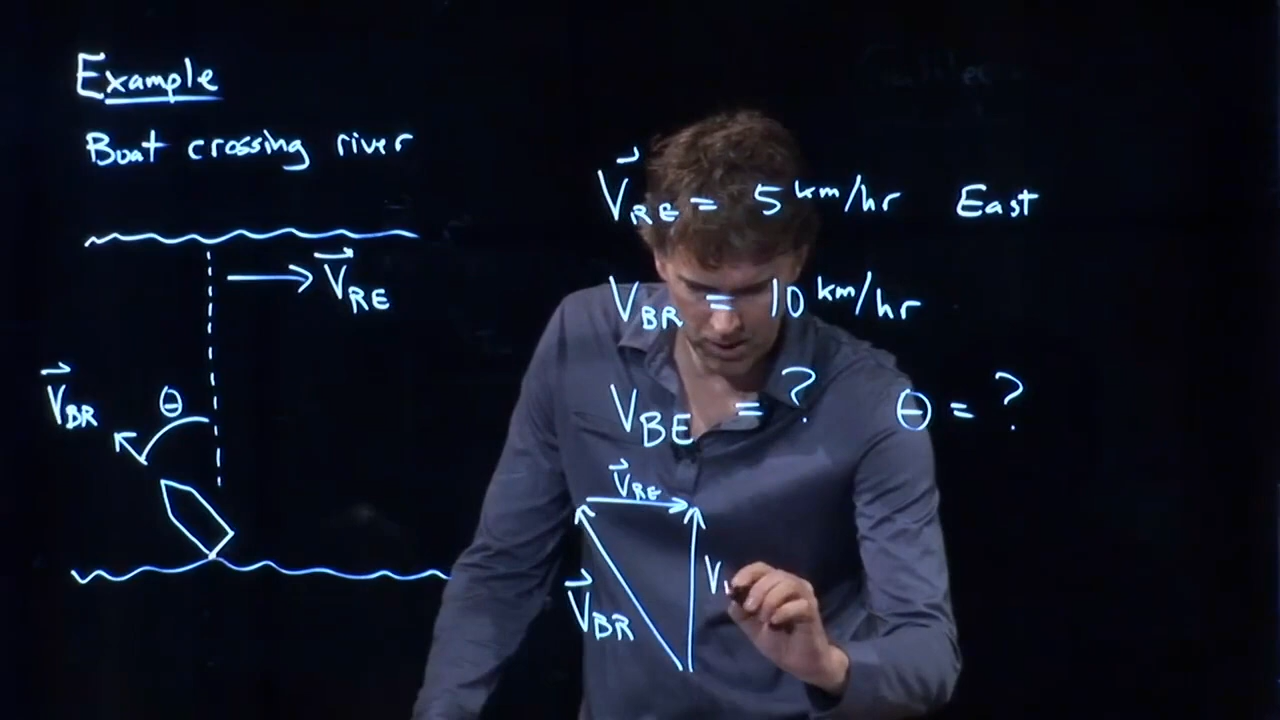 Example
Boat crossing river
V⃗RE = 5 km/hr East
V⃗RE
VBR = 10 km/hr
V⃗BR
θ
VBE = ? θ = ?
V⃗RE
V⃗BR
V